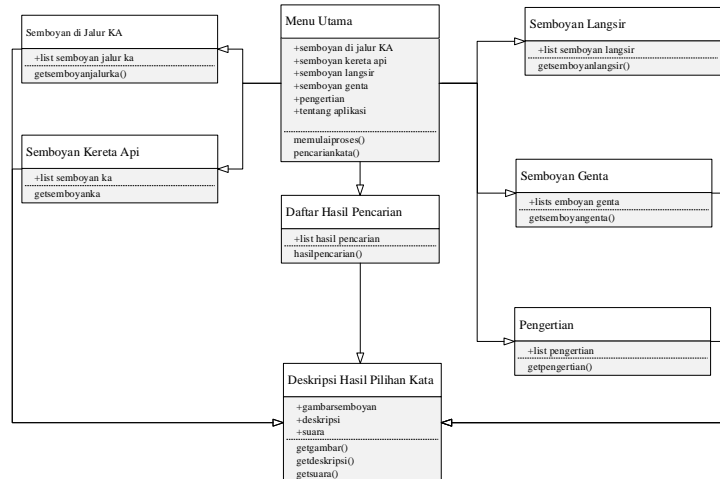 Semboyan di Jalur KA
+list semboyan jalur ka
getsemboyanjalurka()
Menu Utama
+semboyan di jalur KA
+semboyan kereta api
+semboyan langsir
+semboyan genta
+pengertian
+tentang aplikasi
memulaiproses()
pencariankata()
Semboyan Langsir
+list semboyan langsir
getsemboyanlangsir()
Semboyan Kereta Api
+list semboyan ka
getsemboyanka
Semboyan Genta
+lists emboyan genta
getsemboyangenta()
Daftar Hasil Pencarian
+list hasil pencarian
hasilpencarian()
Pengertian
+list pengertian
getpengertian()
Deskripsi Hasil Pilihan Kata
+gambarsemboyan
+deskripsi
+suara
getgambar()
getdeskripsi()
getsuara()